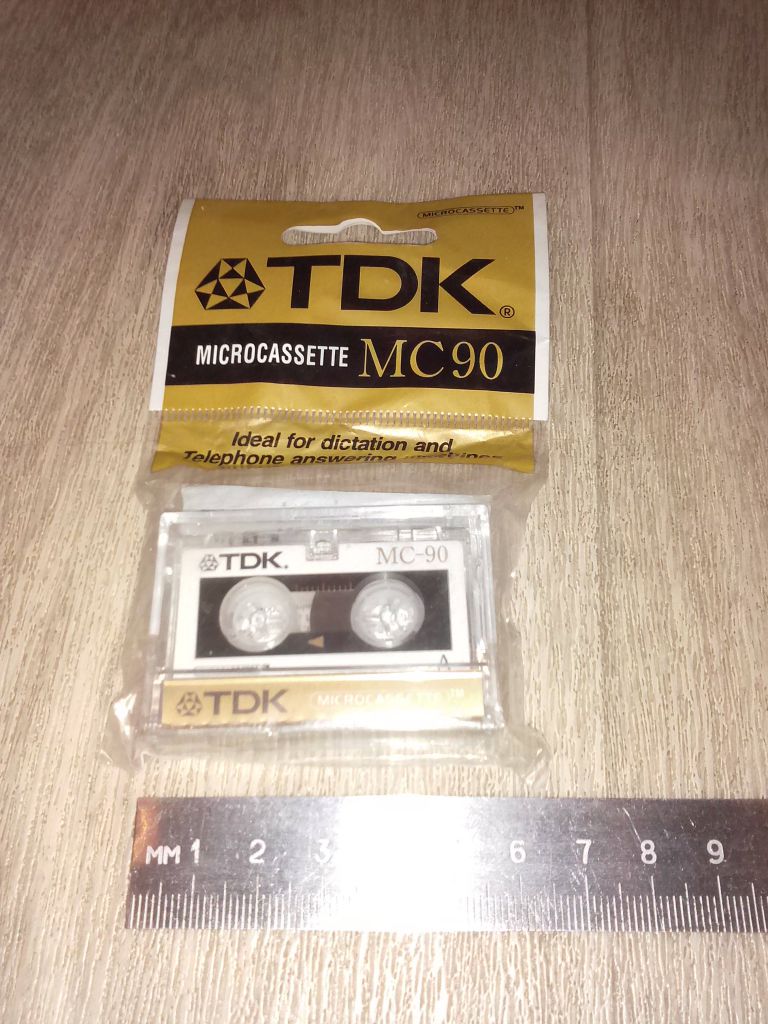 MICROCASSETTE™
TDK®
MICROCASSETTE MC90
Ideal for dictation and
Telephone answering machines
TDK. MC-90
A
TDK MICROCASSETTE™
MM 1 2 3 6 7 8 9